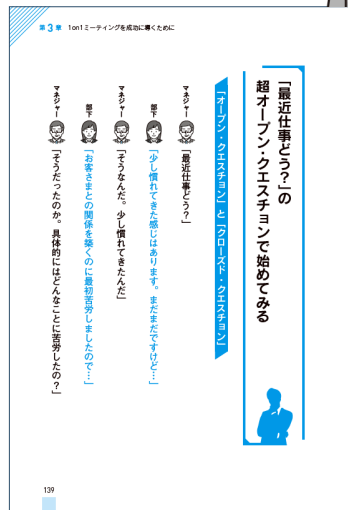 第3章 1on1ミーティングを成功に導くために
「最近仕事どう？」の
超オープン・クエスチョンで始めてみる
「オープン・クエスチョン」と「クローズド・クエスチョン」
マネジャー「最近仕事どう？」
部下「少し慣れてきた感じはあります。まだまだですけど…」
マネジャー「そうなんだ。少し慣れてきたんだ」
部下「お客さまとの関係を築くのに最初苦労しましたので…」
マネジャー「そうだったのか。具体的にはどんなことに苦労したの？」
139